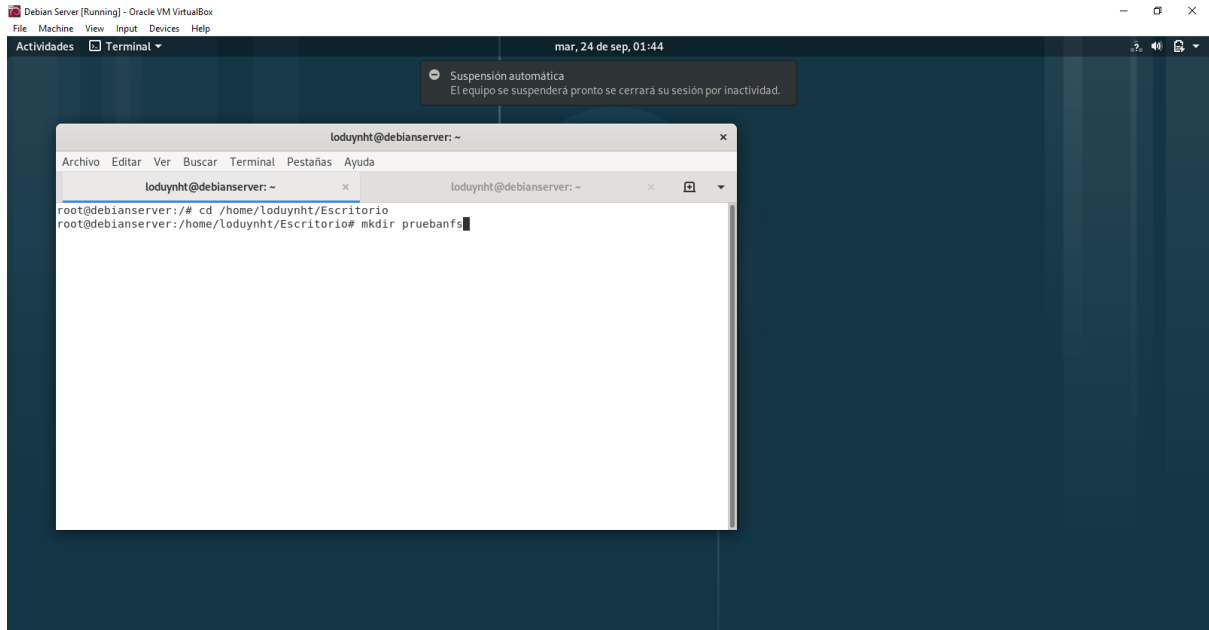 Debian Server [Running] - Oracle VM VirtualBox
File Machine View Input Devices Help
Actividades Terminal mar, 24 de sep, 01:44
Suspensión automática
El equipo se suspenderá pronto se cerrará su sesión por inactividad.
loduynht@debianserver: ~
Archivo Editar Ver Buscar Terminal Pestañas Ayuda
loduynht@debianserver: ~ loduynht@debianserver: ~
root@debianserver:/# cd /home/loduynht/Escritorio
root@debianserver:/home/loduynht/Escritorio# mkdir pruebanfs